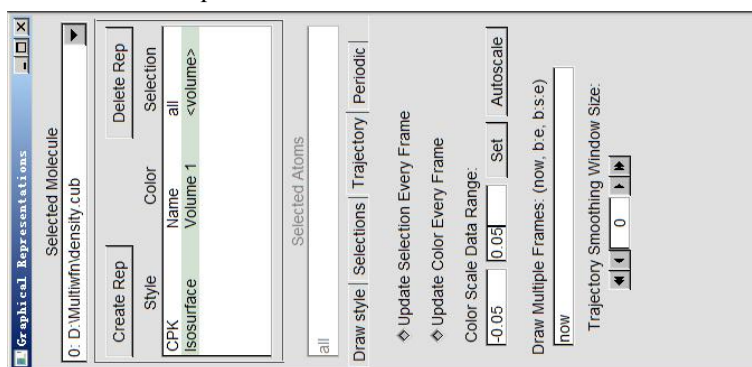 Graphical Representations
Selected Molecule
0: D:\Multiwfn\density.cub
Create Rep Delete Rep
Style Color Selection
CPK Name all
Isosurface Volume 1 <volume>
Selected Atoms
all
Draw style Selections Trajectory Periodic
Update Selection Every Frame
Update Color Every Frame
Color Scale Data Range:
-0.05 0.05 Set Autoscale
Draw Multiple Frames: (now, b:e, b:s:e)
now
Trajectory Smoothing Window Size:
0